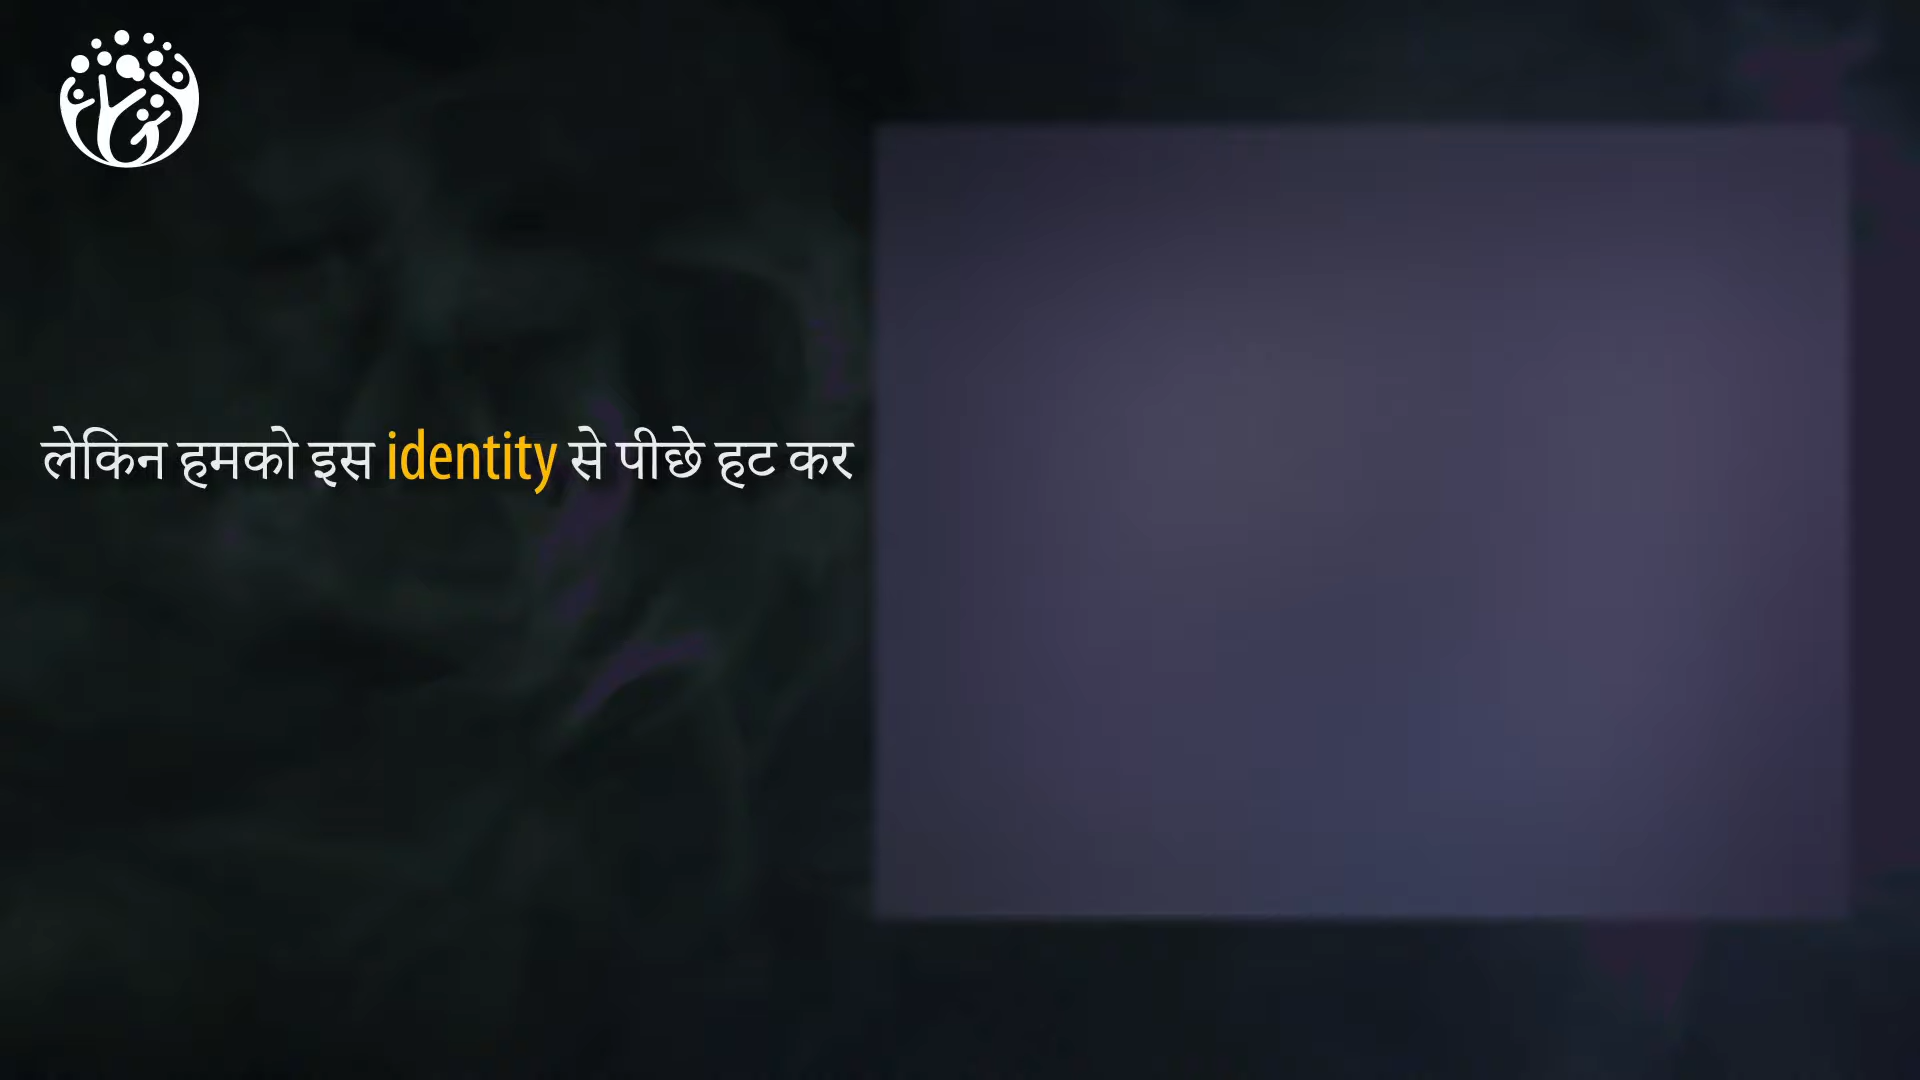 लेकिन हमको इस identity से पीछे हट कर